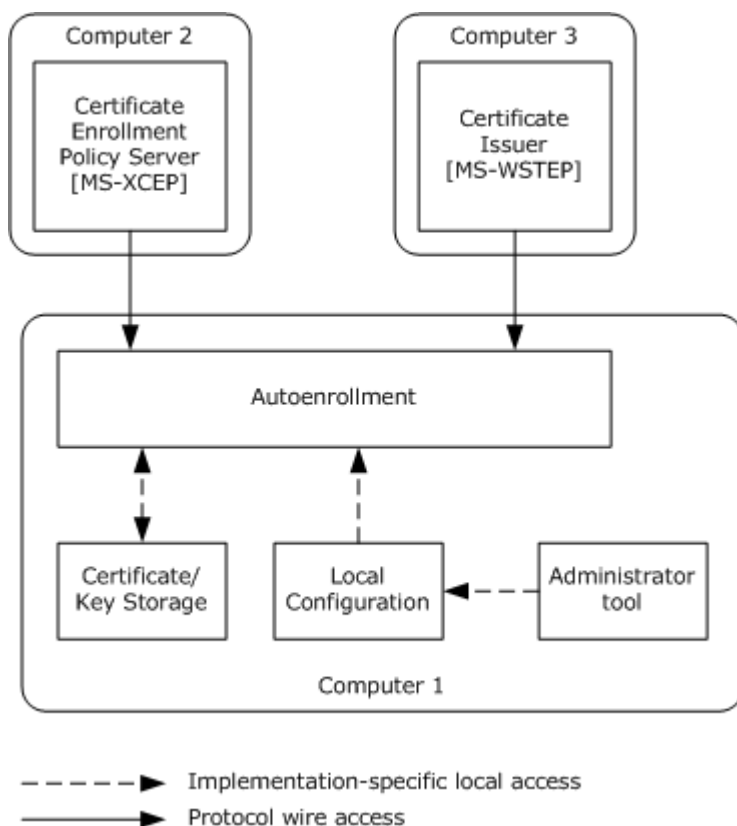 Computer 2
Certificate
Enrollment
Policy Server
[MS-XCEP]
Computer 3
Certificate
Issuer
[MS-WSTEP]
Autoenrollment
Certificate/
Key Storage
Local
Configuration
Administrator
tool
Computer 1
Implementation-specific local access
Protocol wire access